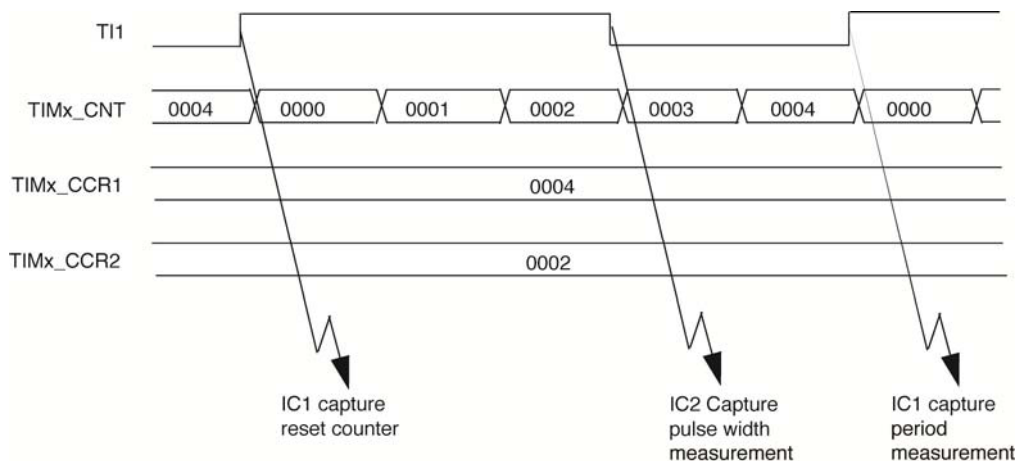 TI1
TIMx_CNT
0004
0000
0001
0002
0003
0004
0000
TIMx_CCR1
0004
TIMx_CCR2
0002
IC1 capture
reset counter
IC2 Capture
pulse width
measurement
IC1 capture
period
measurement